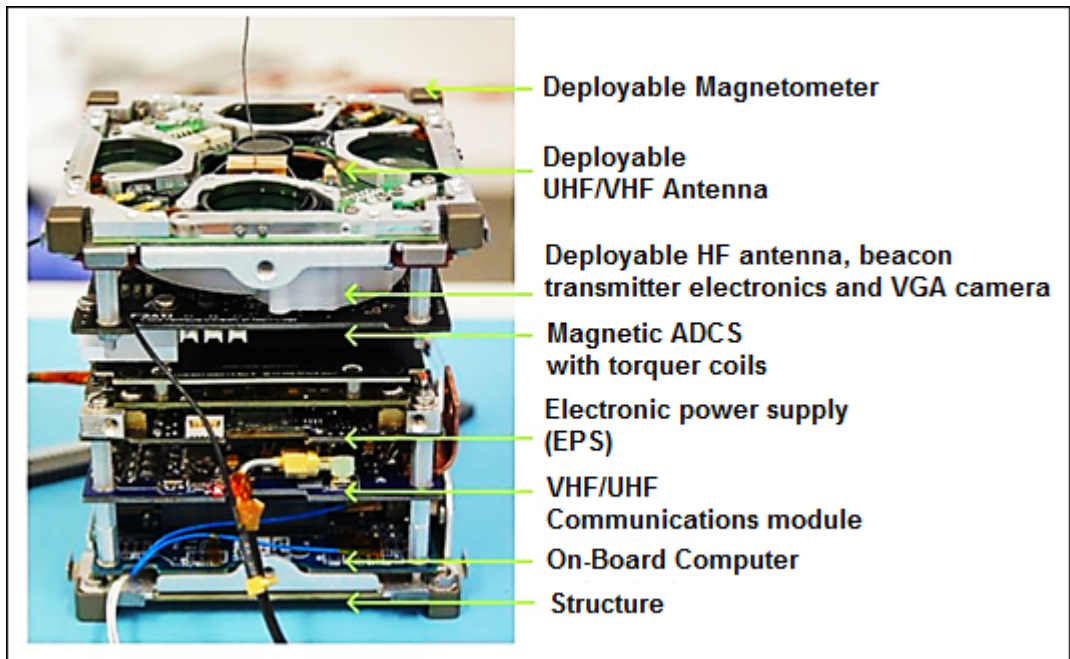 Deployable Magnetometer
Deployable
UHF/VHF Antenna
Deployable HF antenna, beacon
transmitter electronics and VGA camera
Magnetic ADCS
with torquer coils
Electronic power supply
(EPS)
VHF/UHF
Communications module
On-Board Computer
Structure